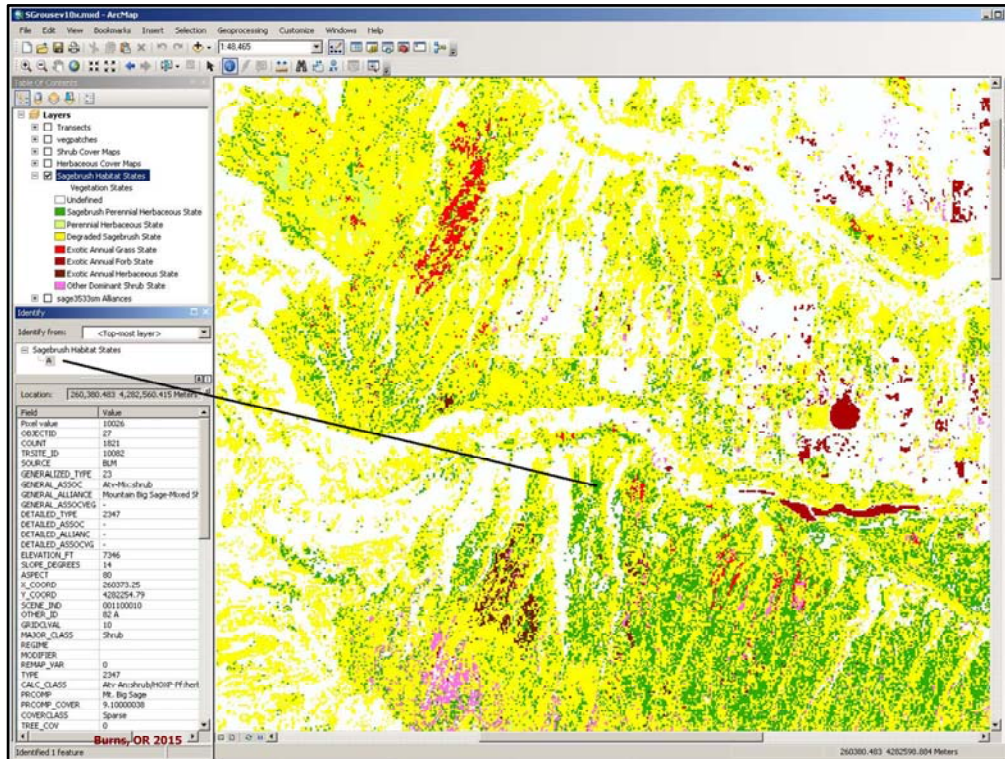 SGrousev10x.mxd - ArcMap
File Edit View Bookmarks Insert Selection Geoprocessing Customize Windows Help
1:48,465
Table Of Contents
Layers
Transects
vegpatches
Shrub Cover Maps
Herbaceous Cover Maps
Sagebrush Habitat States
Vegetation States
Undefined
Sagebrush Perennial Herbaceous State
Perennial Herbaceous State
Degraded Sagebrush State
Exotic Annual Grass State
Exotic Annual Forb State
Exotic Annual Herbaceous State
Other Dominant Shrub State
sage3533sm Alliances
Identify
Identify from: <Top-most layer>
Sagebrush Habitat States
A
Location: 260,380.483 4,282,560.415 Meters
Field Value
Pixel value 10026
OBJECTID 27
COUNT 1821
TRSITE_ID 10082
SOURCE BLM
GENERALIZED_TYPE 23
GENERAL_ASSOC Atv-Mix:shrub
GENERAL_ALLIANCE Mountain Big Sage-Mixed Sh
GENERAL_ASSOCVEG -
DETAILED_TYPE 2347
DETAILED_ASSOC -
DETAILED_ALLIANC -
DETAILED_ASSOCVG -
ELEVATION_FT 7346
SLOPE_DEGREES 14
ASPECT 80
X_COORD 260373.25
Y_COORD 4282254.79
SCENE_IND 001100010
OTHER_ID 82 A
GRIDCLVAL 10
MAJOR_CLASS Shrub
REGIME
MODIFIER
REMAP_VAR 0
TYPE 2347
CALC_CLASS
PRCOMP Mt. Big Sage
PRCOMP_COVER 9.10000038
COVERCLASS Sparse
TREE_COV 0
Burns, OR 2015
Identified 1 feature
260380.483 4282598.884 Meters